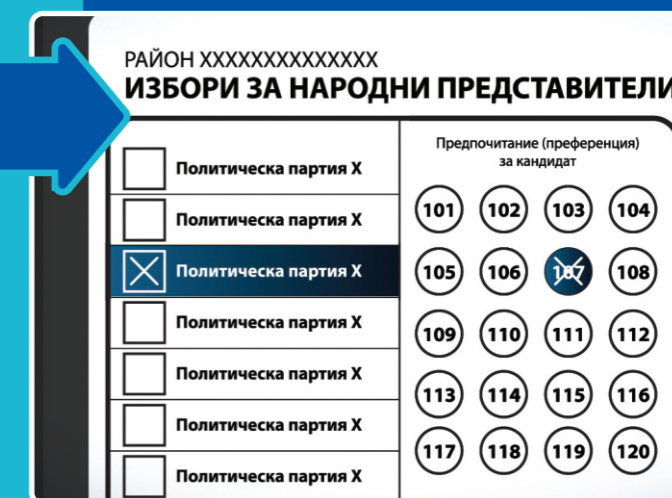 РАЙОН XXXXXXXXXXXXXX
ИЗБОРИ ЗА НАРОДНИ ПРЕДСТАВИТЕЛИ
Политическа партия X
Политическа партия X
Политическа партия X
Политическа партия X
Политическа партия X
Политическа партия X
Политическа партия X
Предпочитание (преференция)
за кандидат
101 102 103 104
105 106 107 108
109 110 111 112
113 114 115 116
117 118 119 120